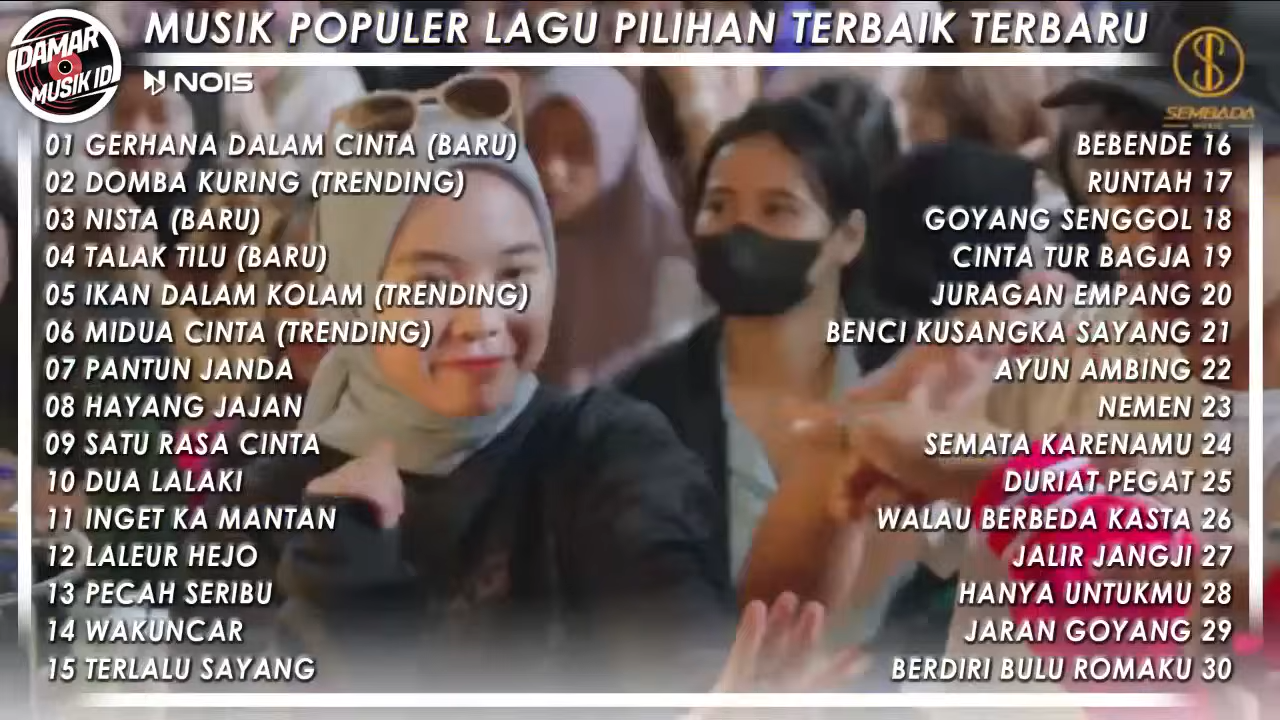 DAMAR
MUSIK ID
MUSIK POPULER LAGU PILIHAN TERBAIK TERBARU
NOIS
SEMBADA
MUSIC
01 GERHANA DALAM CINTA (BARU)
02 DOMBA KURING (TRENDING)
03 NISTA (BARU)
04 TALAK TILU (BARU)
05 IKAN DALAM KOLAM (TRENDING)
06 MIDUA CINTA (TRENDING)
07 PANTUN JANDA
08 HAYANG JAJAN
09 SATU RASA CINTA
10 DUA LALAKI
11 INGET KA MANTAN
12 LALEUR HEJO
13 PECAH SERIBU
14 WAKUNCAR
15 TERLALU SAYANG
BEBENDE 16
RUNTAH 17
GOYANG SENGGOL 18
CINTA TUR BAGJA 19
JURAGAN EMPANG 20
BENCI KUSANGKA SAYANG 21
AYUN AMBING 22
NEMEN 23
SEMATA KARENAMU 24
DURIAT PEGAT 25
WALAU BERBEDA KASTA 26
JALIR JANGJI 27
HANYA UNTUKMU 28
JARAN GOYANG 29
BERDIRI BULU ROMAKU 30